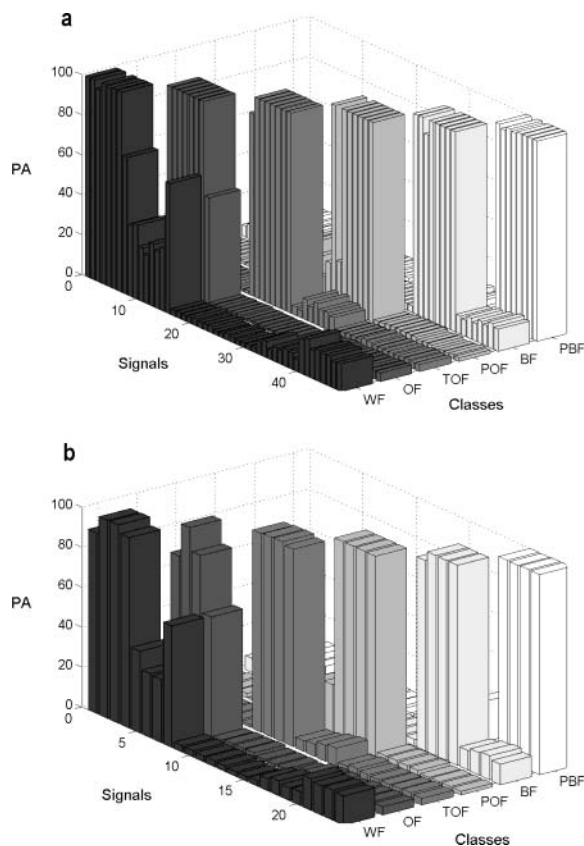 a
100
80
60
PA
40
20
0
0
10
20
30
40
Signals
WF
OF
TOF
POF
BF
PBF
Classes
b
100
80
60
PA
40
20
0
0
5
10
15
20
Signals
WF
OF
TOF
POF
BF
PBF
Classes